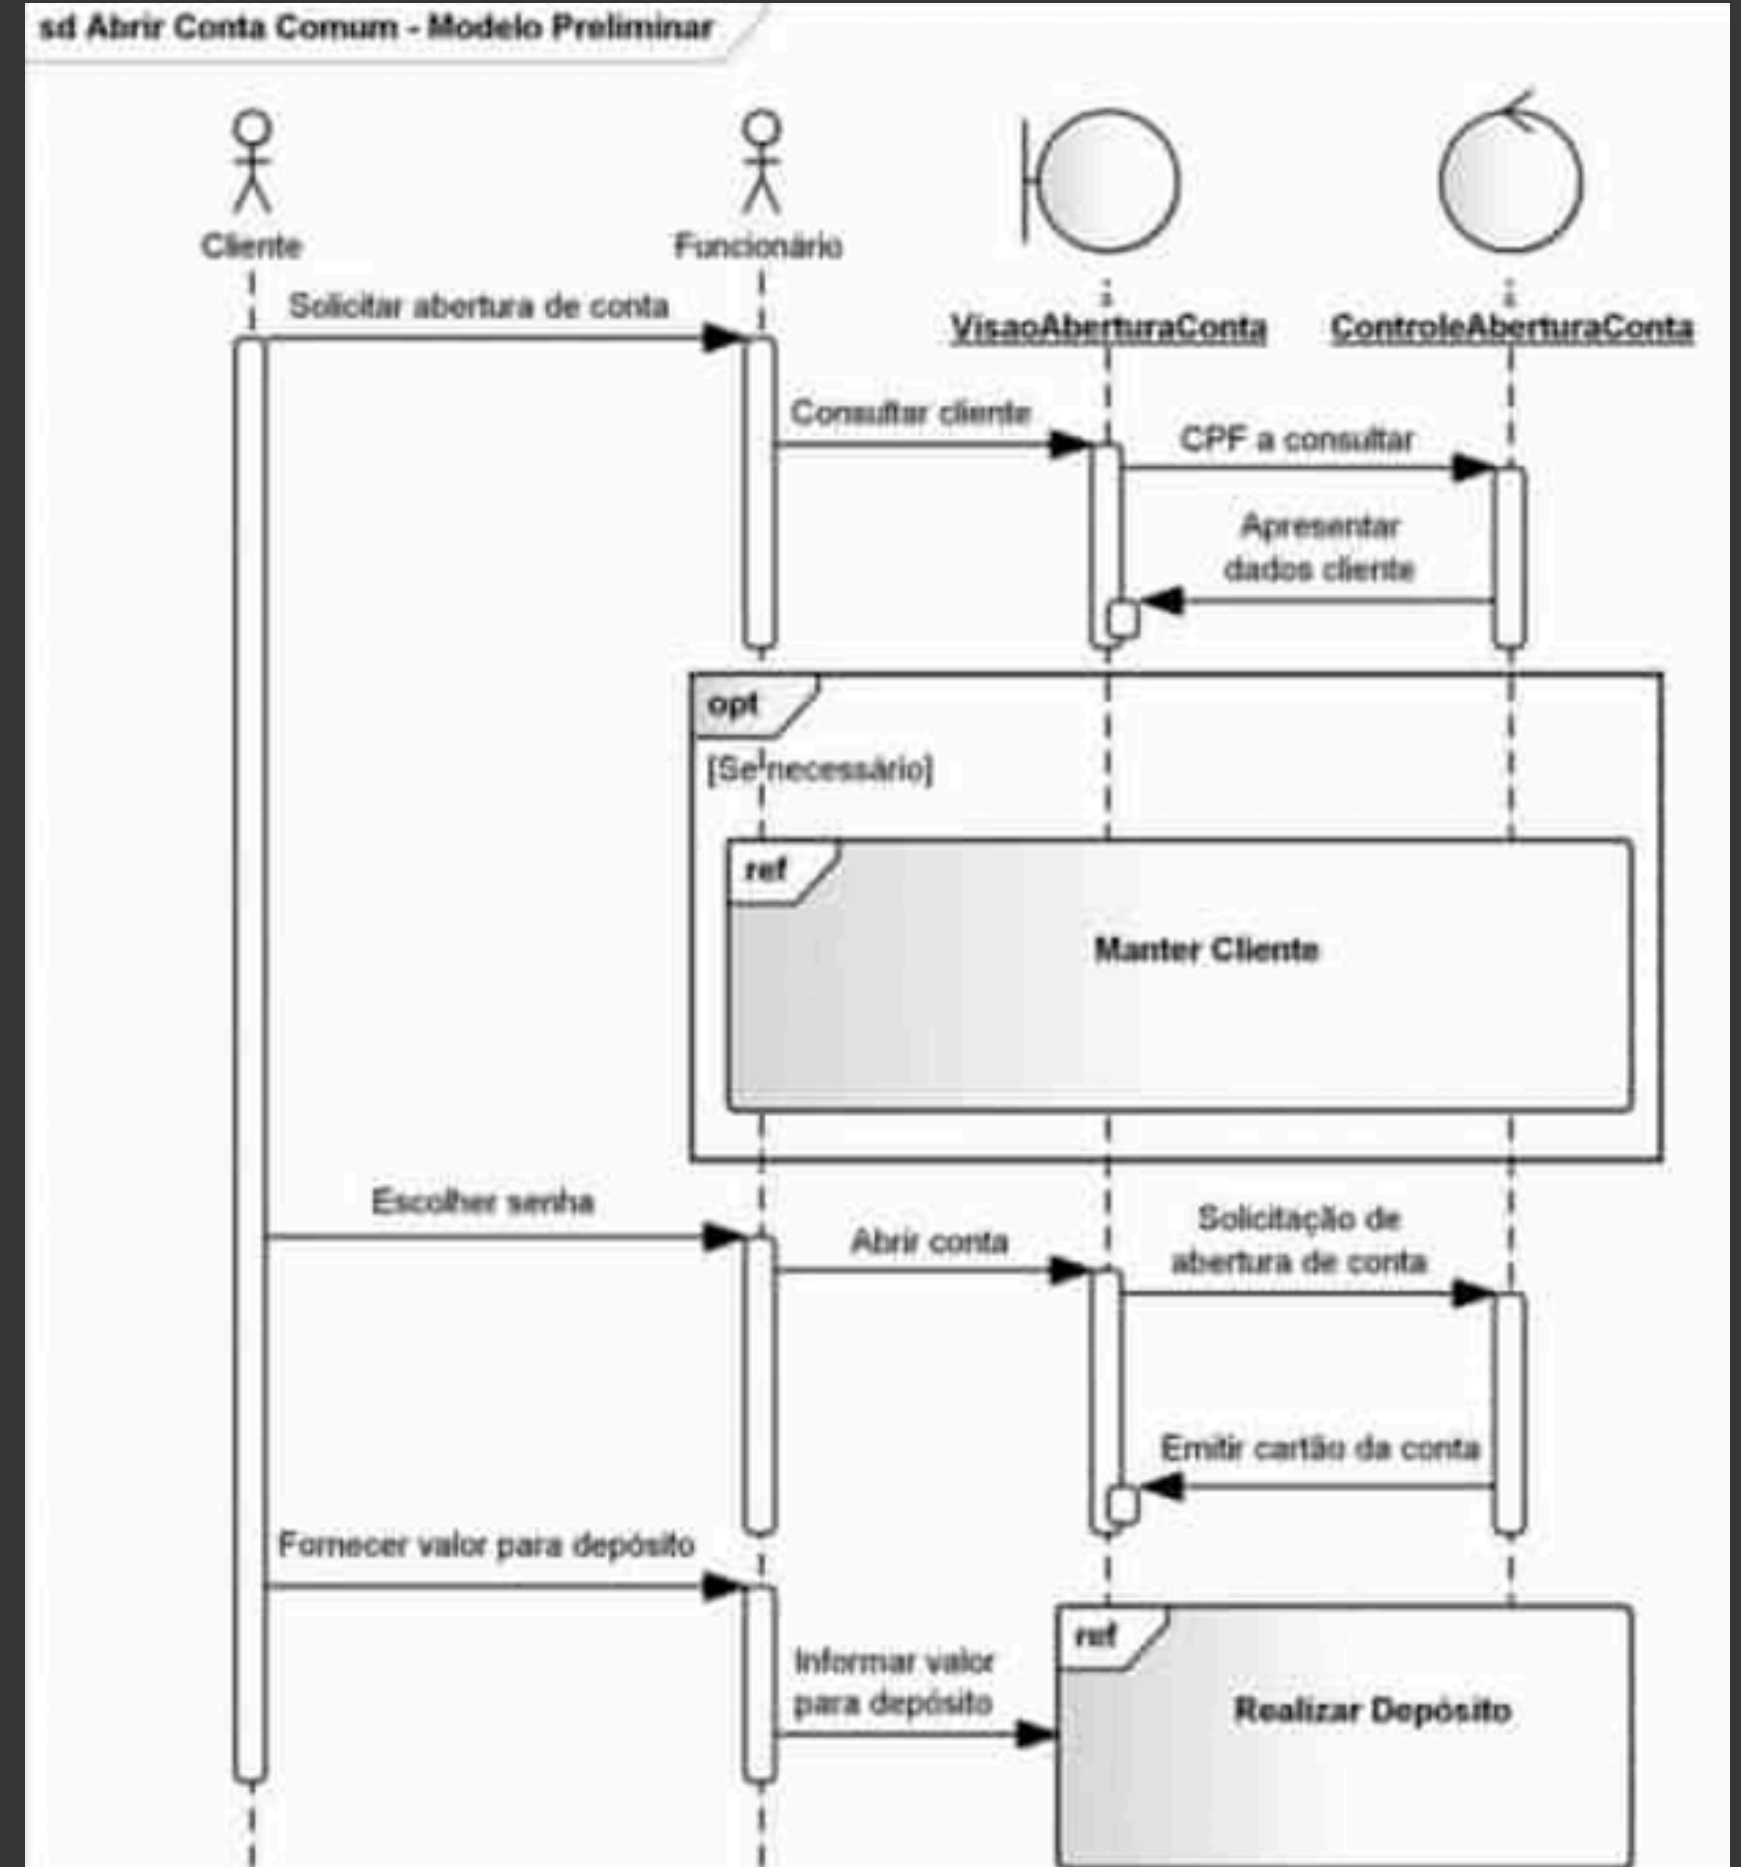 sd Abrir Conta Comum - Modelo Preliminar
Cliente
Funcionário
:
VisaoAberturaConta
:
ControleAberturaConta
Solicitar abertura de conta
Consultar cliente
CPF a consultar
Apresentar
dados cliente
opt
[Se necessário]
ref
Manter Cliente
Escolher senha
Abrir conta
Solicitação de
abertura de conta
Emitir cartão da conta
Fornecer valor para depósito
ref
Informar valor
para depósito
Realizar Depósito